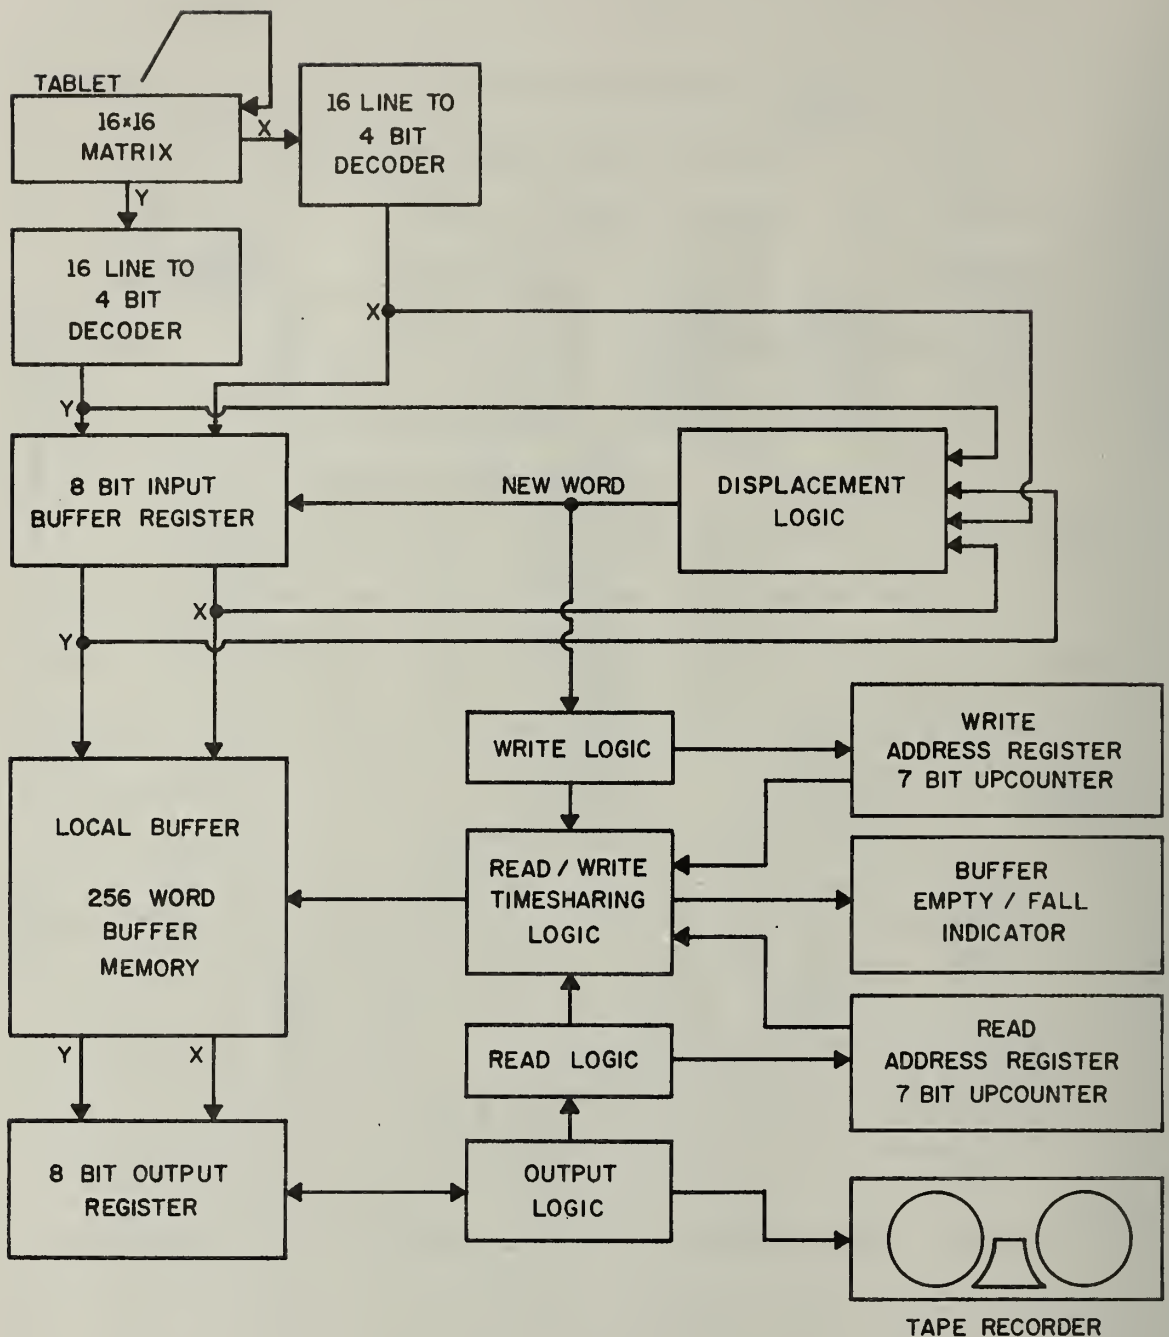 TABLET
16×16
MATRIX
X
16 LINE TO
4 BIT
DECODER
Y
16 LINE TO
4 BIT
DECODER
X
Y
8 BIT INPUT
BUFFER REGISTER
NEW WORD
DISPLACEMENT
LOGIC
X
Y
WRITE LOGIC
WRITE
ADDRESS REGISTER
7 BIT UPCOUNTER
LOCAL BUFFER
256 WORD
BUFFER
MEMORY
READ / WRITE
TIMESHARING
LOGIC
BUFFER
EMPTY / FALL
INDICATOR
Y
X
READ LOGIC
READ
ADDRESS REGISTER
7 BIT UPCOUNTER
8 BIT OUTPUT
REGISTER
OUTPUT
LOGIC
TAPE RECORDER